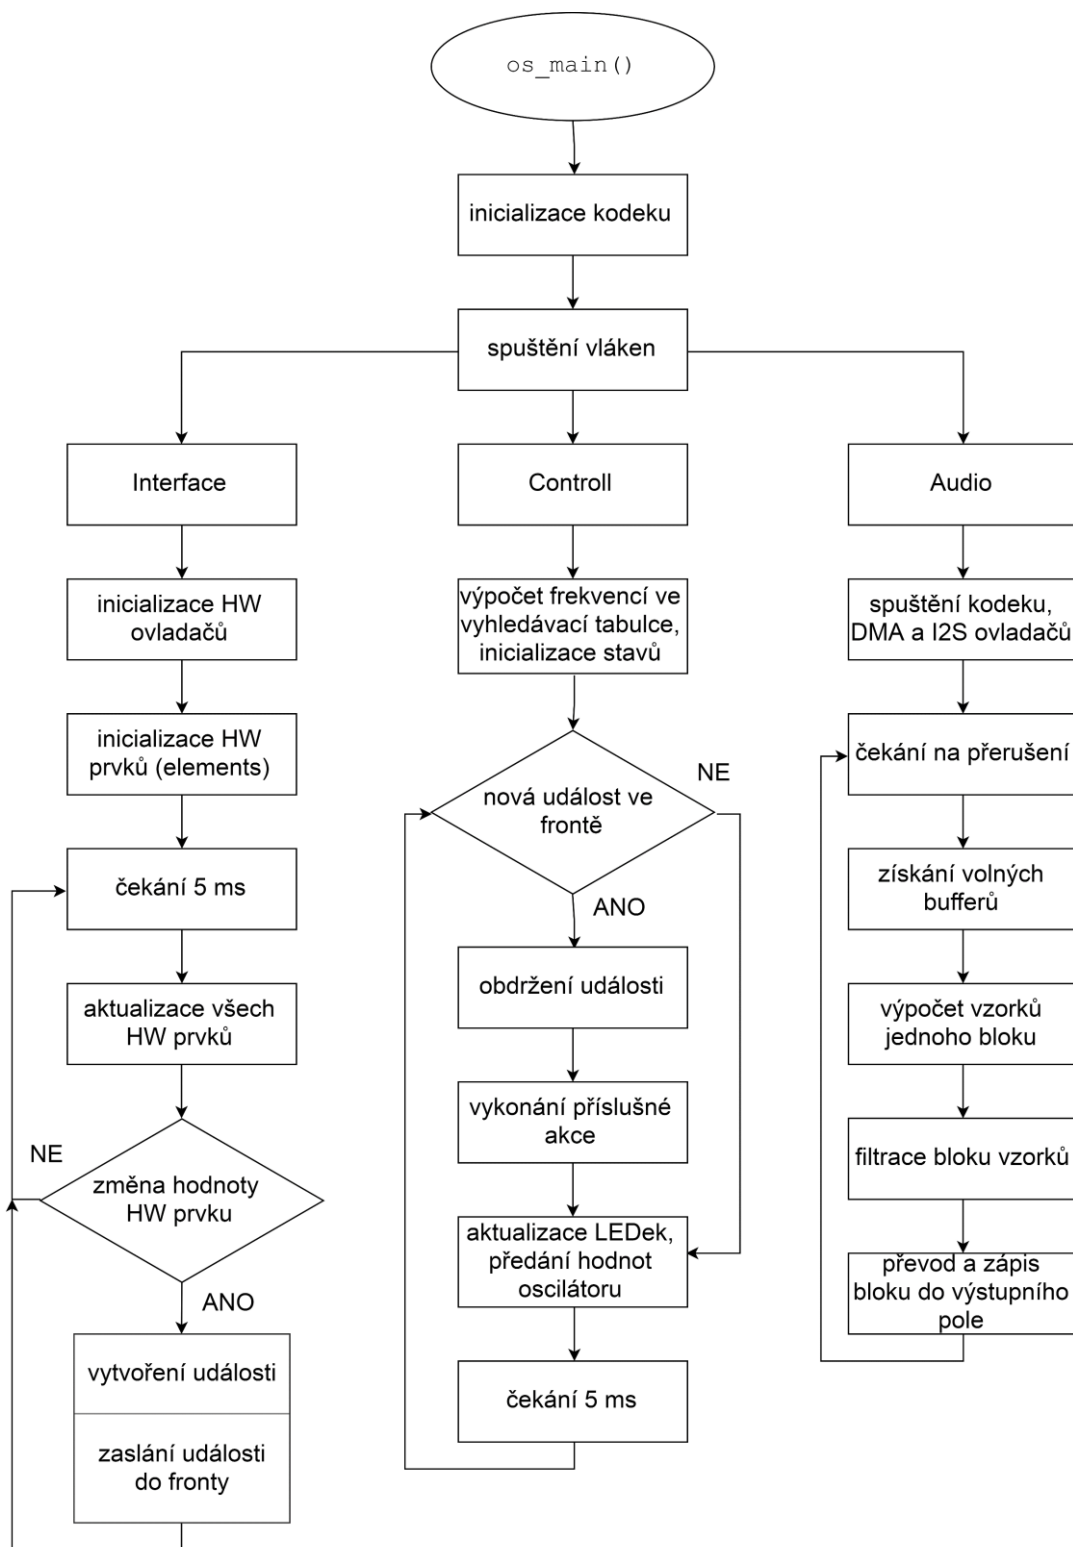 os_main()
inicializace kodeku
spuštění vláken
Interface
inicializace HW
ovladačů
inicializace HW
prvků (elements)
čekání 5 ms
aktualizace všech
HW prvků
NE
změna hodnoty
HW prvku
ANO
vytvoření události
zaslání události
do fronty
Controll
výpočet frekvencí ve
vyhledávací tabulce,
inicializace stavů
NE
nová událost ve
frontě
ANO
obdržení události
vykonání příslušné
akce
aktualizace LEDek,
předání hodnot
oscilátoru
čekání 5 ms
Audio
spuštění kodeku,
DMA a I2S ovladačů
čekání na přerušení
získání volných
bufferů
výpočet vzorků
jednoho bloku
filtrace bloku vzorků
převod a zápis
bloku do výstupního
pole